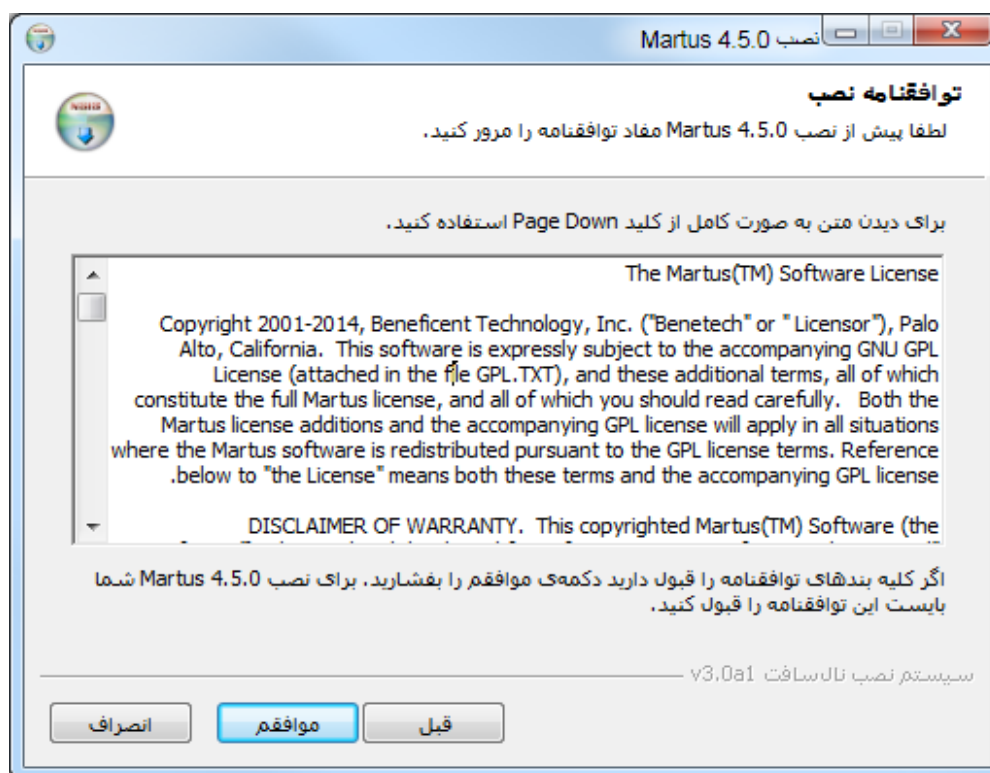 نصب Martus 4.5.0
توافقنامه نصب
لطفا پیش از نصب Martus 4.5.0 مفاد توافقنامه را مرور کنید.
برای دیدن متن به صورت کامل از کلید Page Down استفاده کنید.
The Martus(TM) Software License
Copyright 2001-2014, Beneficent Technology, Inc. ("Benetech" or " Licensor"), Palo
Alto, California.  This software is expressly subject to the accompanying GNU GPL
License (attached in the file GPL.TXT), and these additional terms, all of which
constitute the full Martus license, and all of which you should read carefully.   Both the
Martus license additions and the accompanying GPL license will apply in all situations
where the Martus software is redistributed pursuant to the GPL license terms. Reference
.below to "the License" means both these terms and the accompanying GPL license
DISCLAIMER OF WARRANTY.  This copyrighted Martus(TM) Software (the
اگر کلیه بندهای توافقنامه را قبول دارید دکمه‌ی موافقم را بفشارید. برای نصب Martus 4.5.0 شما
بایست این توافقنامه را قبول کنید.
سیستم نصب نال‌سافت v3.0a1
قبل
موافقم
انصراف